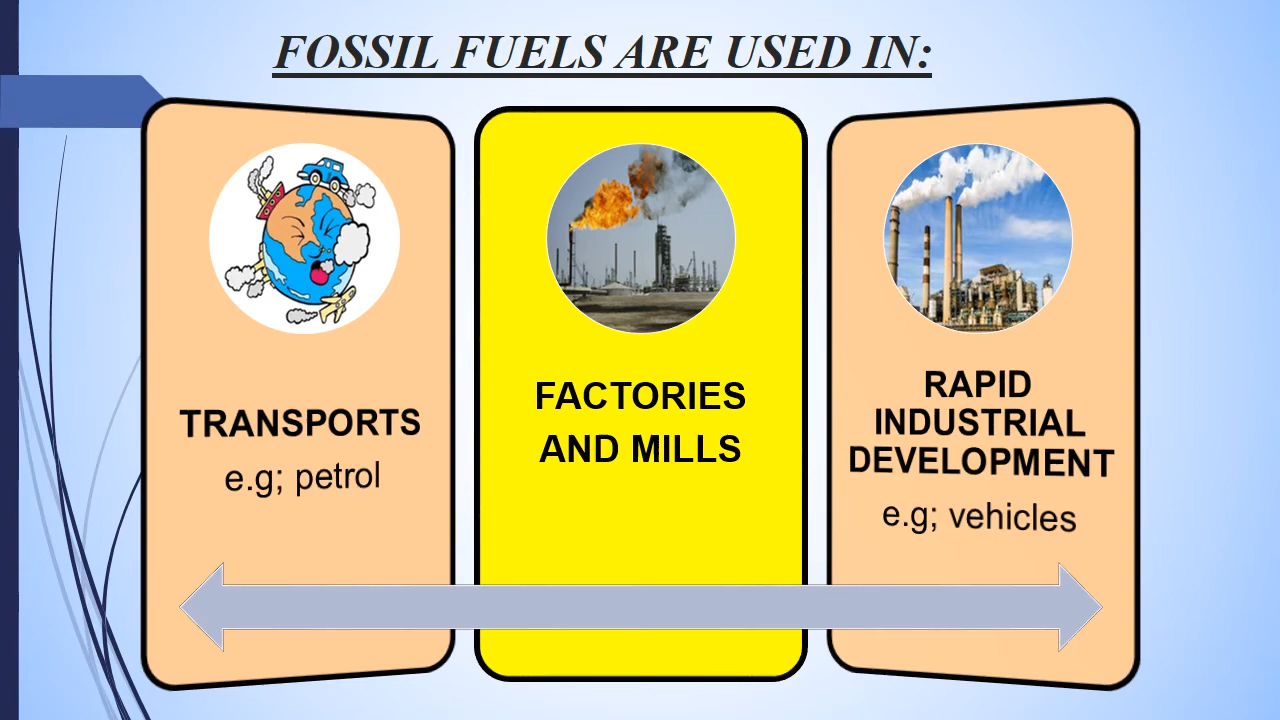 FOSSIL FUELS ARE USED IN:
TRANSPORTS
e.g; petrol
FACTORIES
AND MILLS
RAPID
INDUSTRIAL
DEVELOPMENT
e.g; vehicles